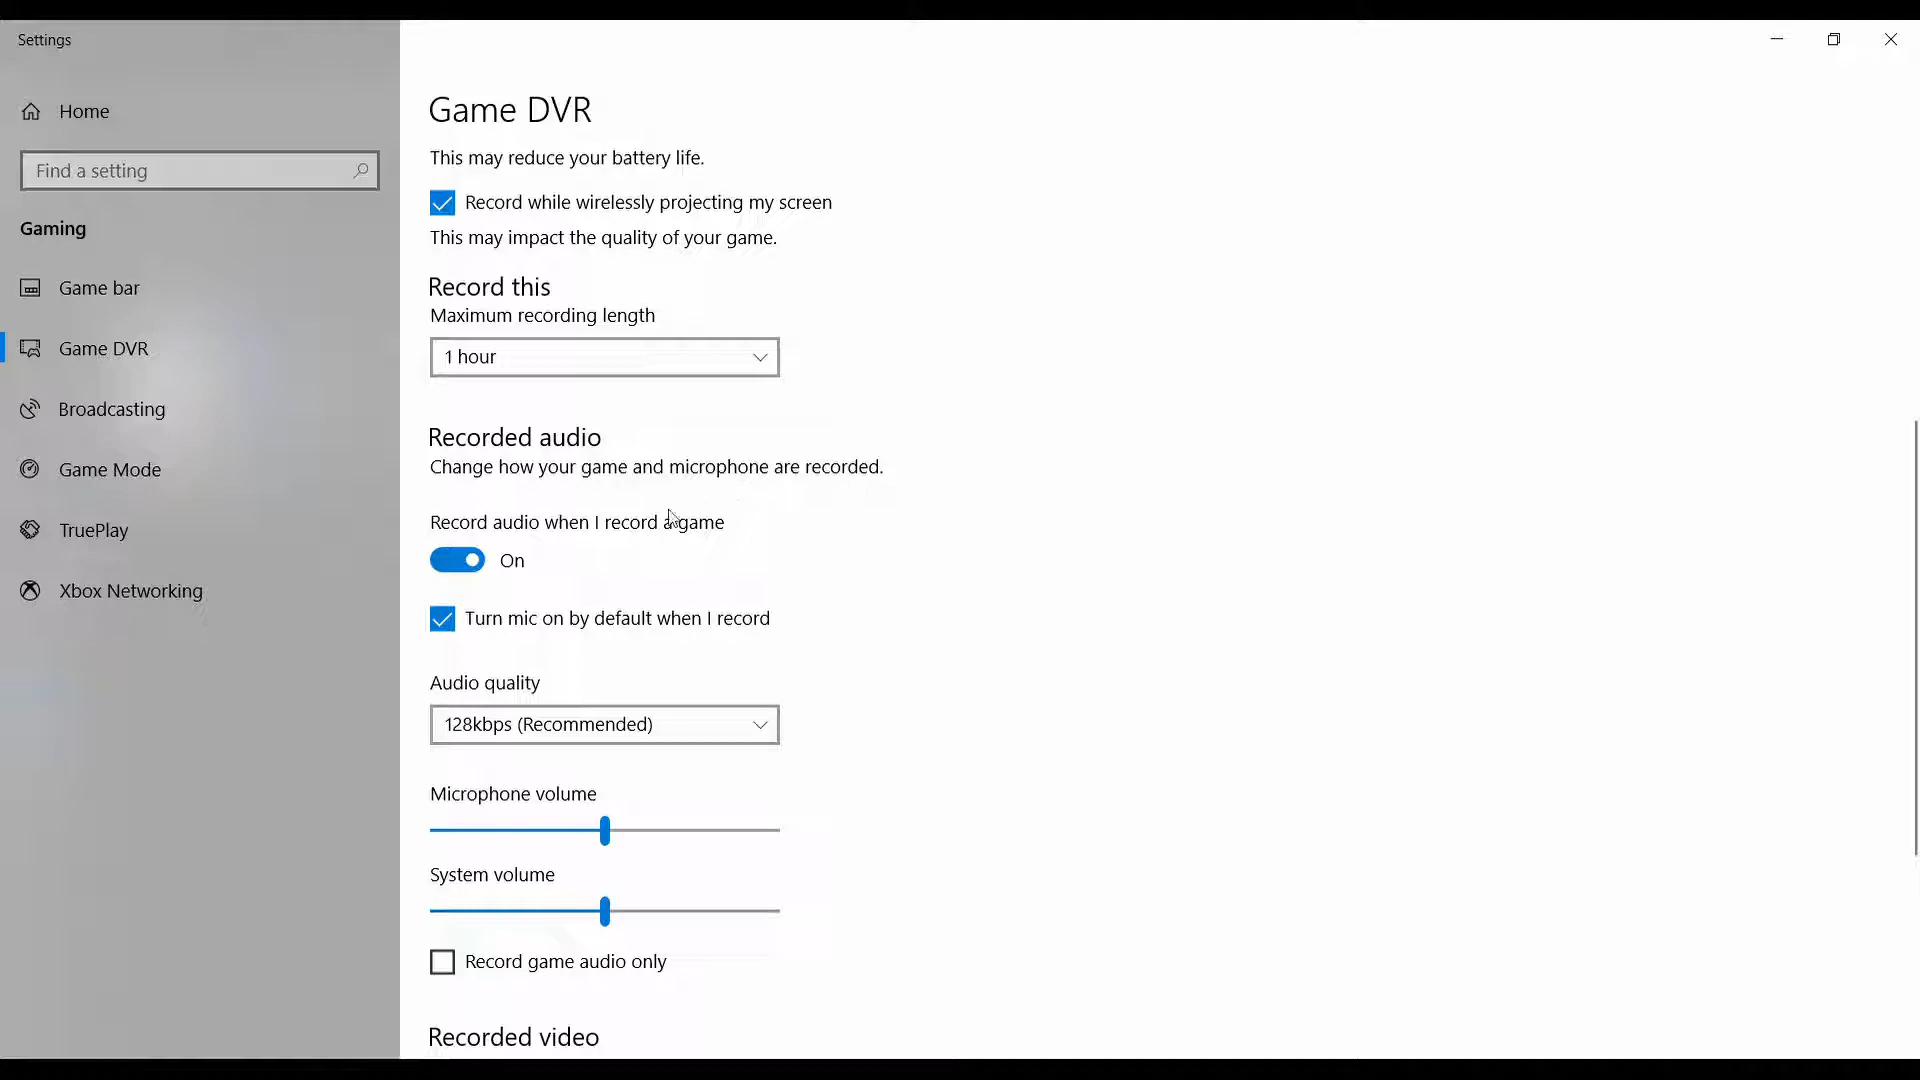 Settings
Home
Find a setting
Gaming
Game bar
Game DVR
Broadcasting
Game Mode
TruePlay
Xbox Networking
Game DVR
This may reduce your battery life.
Record while wirelessly projecting my screen
This may impact the quality of your game.
Record this
Maximum recording length
1 hour
Recorded audio
Change how your game and microphone are recorded.
Record audio when I record a game
On
Turn mic on by default when I record
Audio quality
128kbps (Recommended)
Microphone volume
System volume
Record game audio only
Recorded video